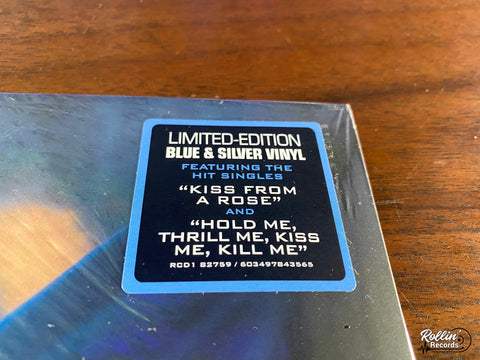 LIMITED-EDITION
BLUE & SILVER VINYL
FEATURING THE
HIT SINGLES
"KISS FROM
A ROSE"
AND
"HOLD ME,
THRILL ME, KISS
ME, KILL ME"
RCD1 82759 / 603497843565
Rollin'
Records